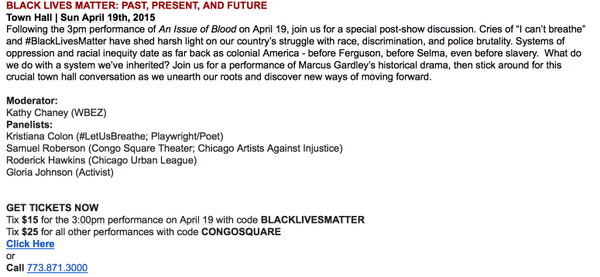 BLACK LIVES MATTER: PAST, PRESENT, AND FUTURE
Town Hall | Sun April 19th, 2015
Following the 3pm performance of An Issue of Blood on April 19, join us for a special post-show discussion. Cries of “I can’t breathe”
and #BlackLivesMatter have shed harsh light on our country’s struggle with race, discrimination, and police brutality. Systems of
oppression and racial inequity date as far back as colonial America - before Ferguson, before Selma, even before slavery.  What do
we do with a system we’ve inherited? Join us for a performance of Marcus Gardley’s historical drama, then stick around for this
crucial town hall conversation as we unearth our roots and discover new ways of moving forward.
Moderator:
Kathy Chaney (WBEZ)
Panelists:
Kristiana Colon (#LetUsBreathe; Playwright/Poet)
Samuel Roberson (Congo Square Theater; Chicago Artists Against Injustice)
Roderick Hawkins (Chicago Urban League)
Gloria Johnson (Activist)
GET TICKETS NOW
Tix $15 for the 3:00pm performance on April 19 with code BLACKLIVESMATTER
Tix $25 for all other performances with code CONGOSQUARE
Click Here
or
Call 773.871.3000